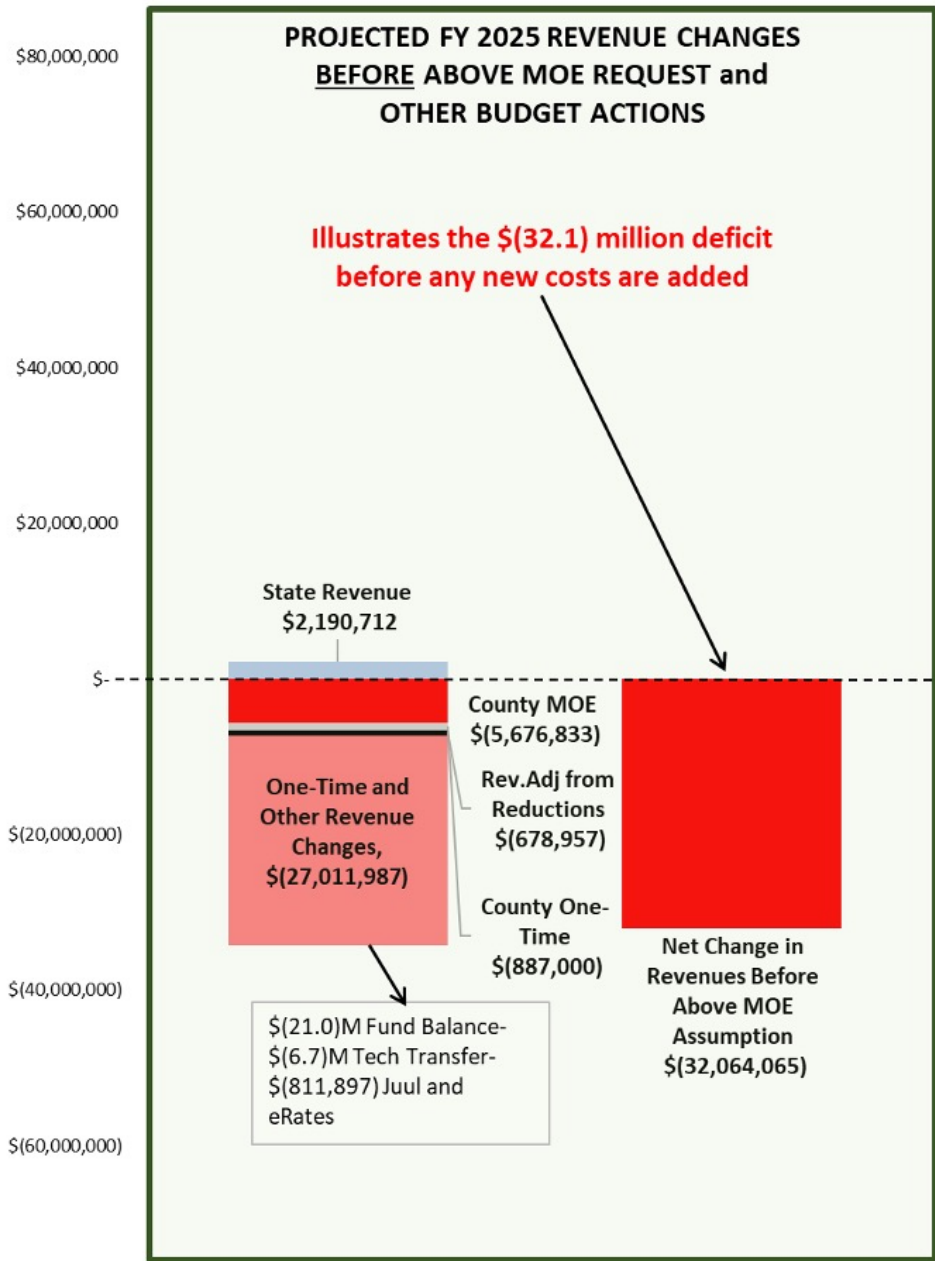 PROJECTED FY 2025 REVENUE CHANGES
BEFORE ABOVE MOE REQUEST and
OTHER BUDGET ACTIONS
$80,000,000
$60,000,000
$40,000,000
$20,000,000
$-
$(20,000,000)
$(40,000,000)
$(60,000,000)
Illustrates the $(32.1) million deficit
before any new costs are added
State Revenue
$2,190,712
County MOE
$(5,676,833)
Rev.Adj from
Reductions
$(678,957)
County One-
Time
$(887,000)
One-Time and
Other Revenue
Changes,
$(27,011,987)
$(21.0)M Fund Balance-
$(6.7)M Tech Transfer-
$(811,897) Juul and
eRates
Net Change in
Revenues Before
Above MOE
Assumption
$(32,064,065)